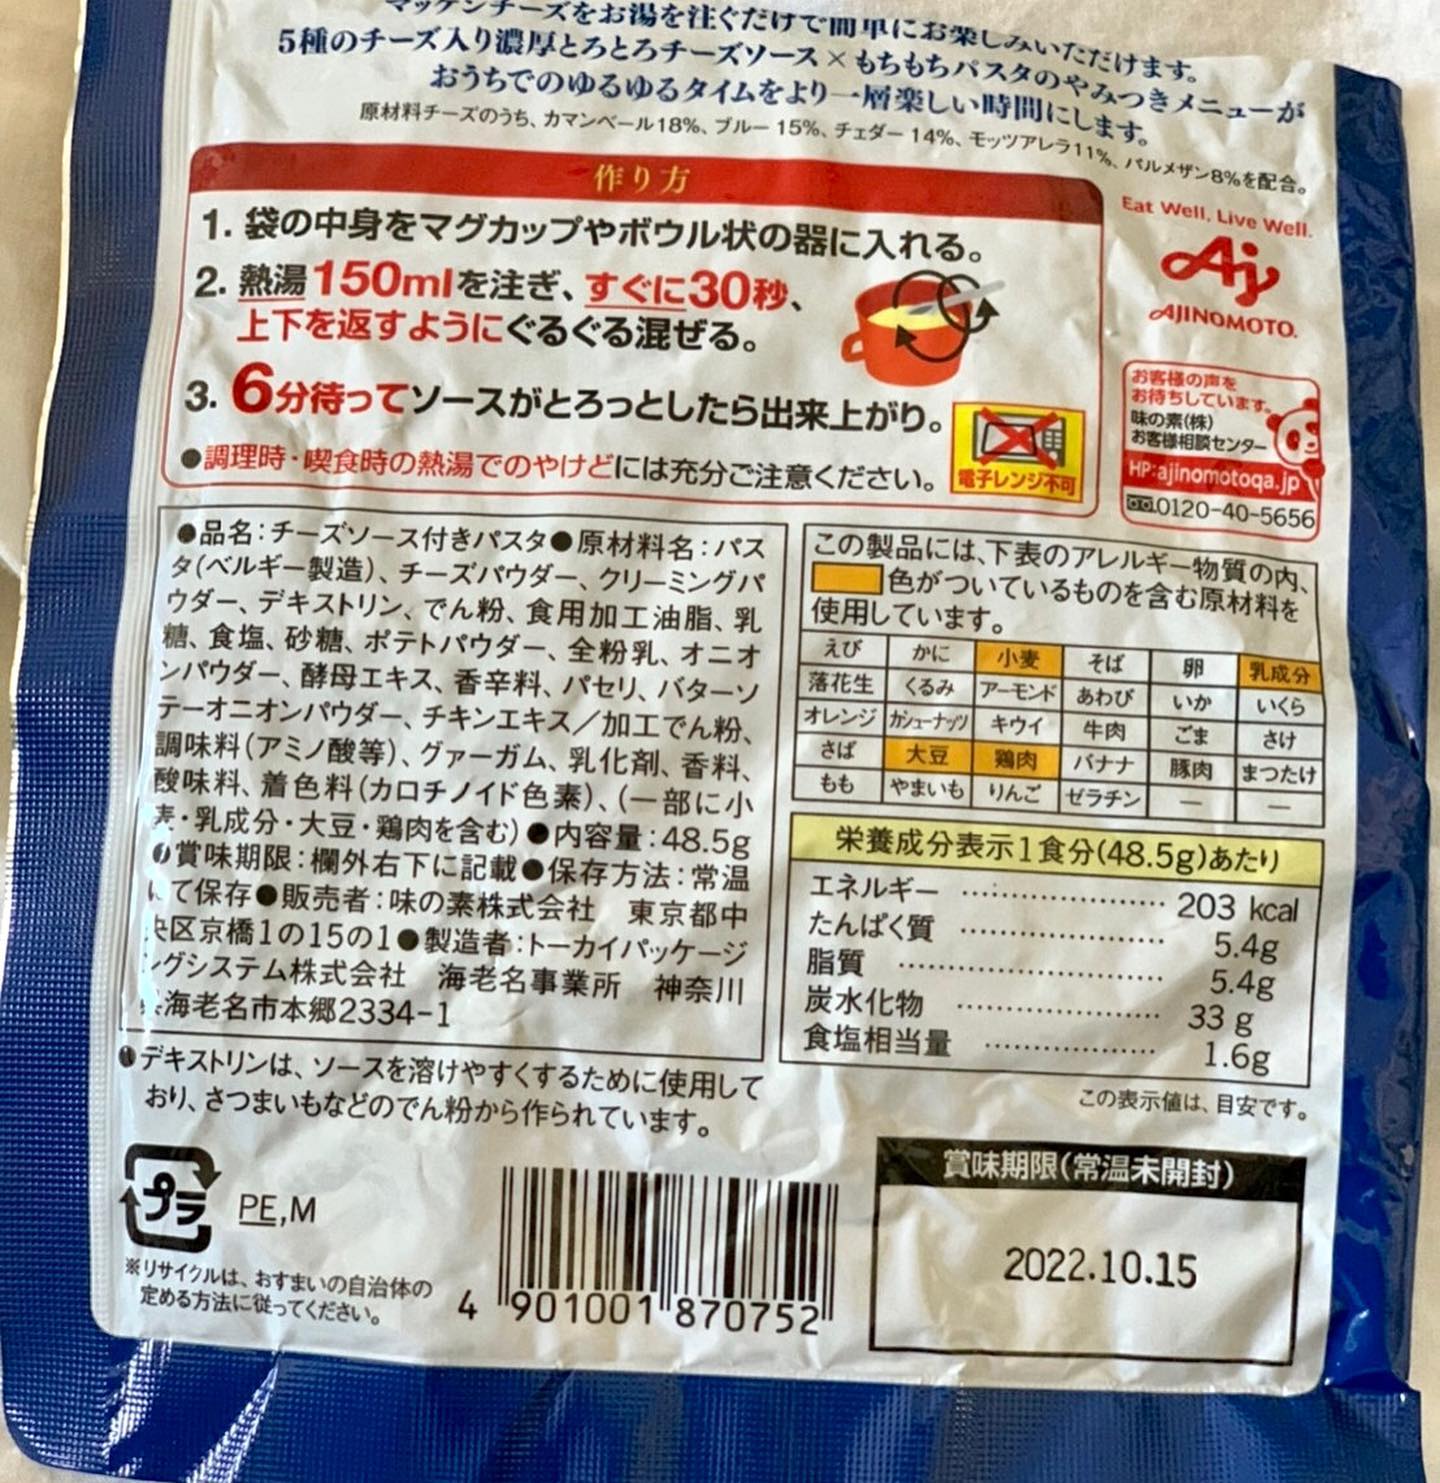 マッケンチーズをお湯を注ぐだけで簡単にお楽しみいただけます。
5種のチーズ入り濃厚とろとろチーズソース×もちもちパスタのやみつきメニューが
おうちでのゆるゆるタイムをより一層楽しい時間にします。
原材料チーズのうち、カマンベール18%、ブルー15%、チェダー14%、モッツアレラ11%、パルメザン8%を配合。
作り方
1. 袋の中身をマグカップやボウル状の器に入れる。
2. 熱湯150mlを注ぎ、すぐに30秒、
上下を返すようにぐるぐる混ぜる。
3. 6分待ってソースがとろっとしたら出来上がり。
●調理時・喫食時の熱湯でのやけどには充分ご注意ください。
電子レンジ不可
Eat Well, Live Well.
Aj
AJINOMOTO.
お客様の声を
お待ちしています。
味の素(株)
お客様相談センター
HP:ajinomotoqa.jp
0120-40-5656
●品名:チーズソース付きパスタ●原材料名:パス
タ(ベルギー製造)、チーズパウダー、クリーミングパ
ウダー、デキストリン、でん粉、食用加工油脂、乳
糖、食塩、砂糖、ポテトパウダー、全粉乳、オニオ
ンパウダー、酵母エキス、香辛料、パセリ、バターソ
テーオニオンパウダー、チキンエキス/加工でん粉、
調味料(アミノ酸等)、グァーガム、乳化剤、香料、
酸味料、着色料(カロチノイド色素)、(一部に小
麦・乳成分・大豆・鶏肉を含む)●内容量:48.5g
●賞味期限:欄外右下に記載●保存方法:常温
にて保存●販売者:味の素株式会社 東京都中
央区京橋1の15の1●製造者:トーカイパッケージ
ングシステム株式会社 海老名事業所 神奈川
県海老名市本郷2334-1
●デキストリンは、ソースを溶けやすくするために使用して
おり、さつまいもなどのでん粉から作られています。
この製品には、下表のアレルギー物質の内、
色がついているものを含む原材料を
使用しています。
えび かに 小麦 そば 卵 乳成分
落花生 くるみ アーモンド あわび いか いくら
オレンジ カシューナッツ キウイ 牛肉 ごま さけ
さば 大豆 鶏肉 バナナ 豚肉 まつたけ
もも やまいも りんご ゼラチン — —
栄養成分表示1食分(48.5g)あたり
エネルギー ………………… 203 kcal
たんぱく質 ………………… 5.4g
脂質 ………………… 5.4g
炭水化物 ………………… 33 g
食塩相当量 ………………… 1.6g
この表示値は、目安です。
プラ
PE,M
※リサイクルは、おすまいの自治体の
定める方法に従ってください。
4 901001 870752
賞味期限(常温未開封)
2022.10.15